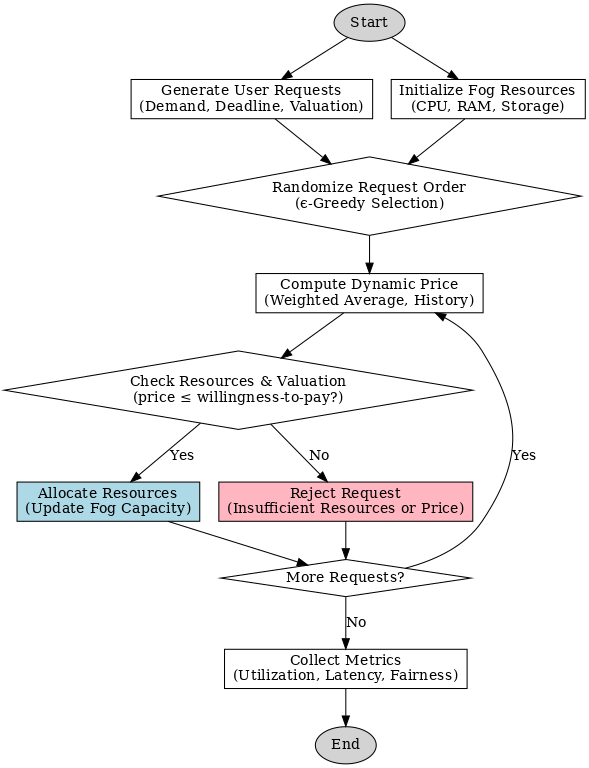 Start
Generate User Requests
(Demand, Deadline, Valuation)
Initialize Fog Resources
(CPU, RAM, Storage)
Randomize Request Order
(ϵ-Greedy Selection)
Compute Dynamic Price
(Weighted Average, History)
Check Resources & Valuation
(price ≤ willingness-to-pay?)
Yes
No
Yes
Allocate Resources
(Update Fog Capacity)
Reject Request
(Insufficient Resources or Price)
More Requests?
No
Collect Metrics
(Utilization, Latency, Fairness)
End